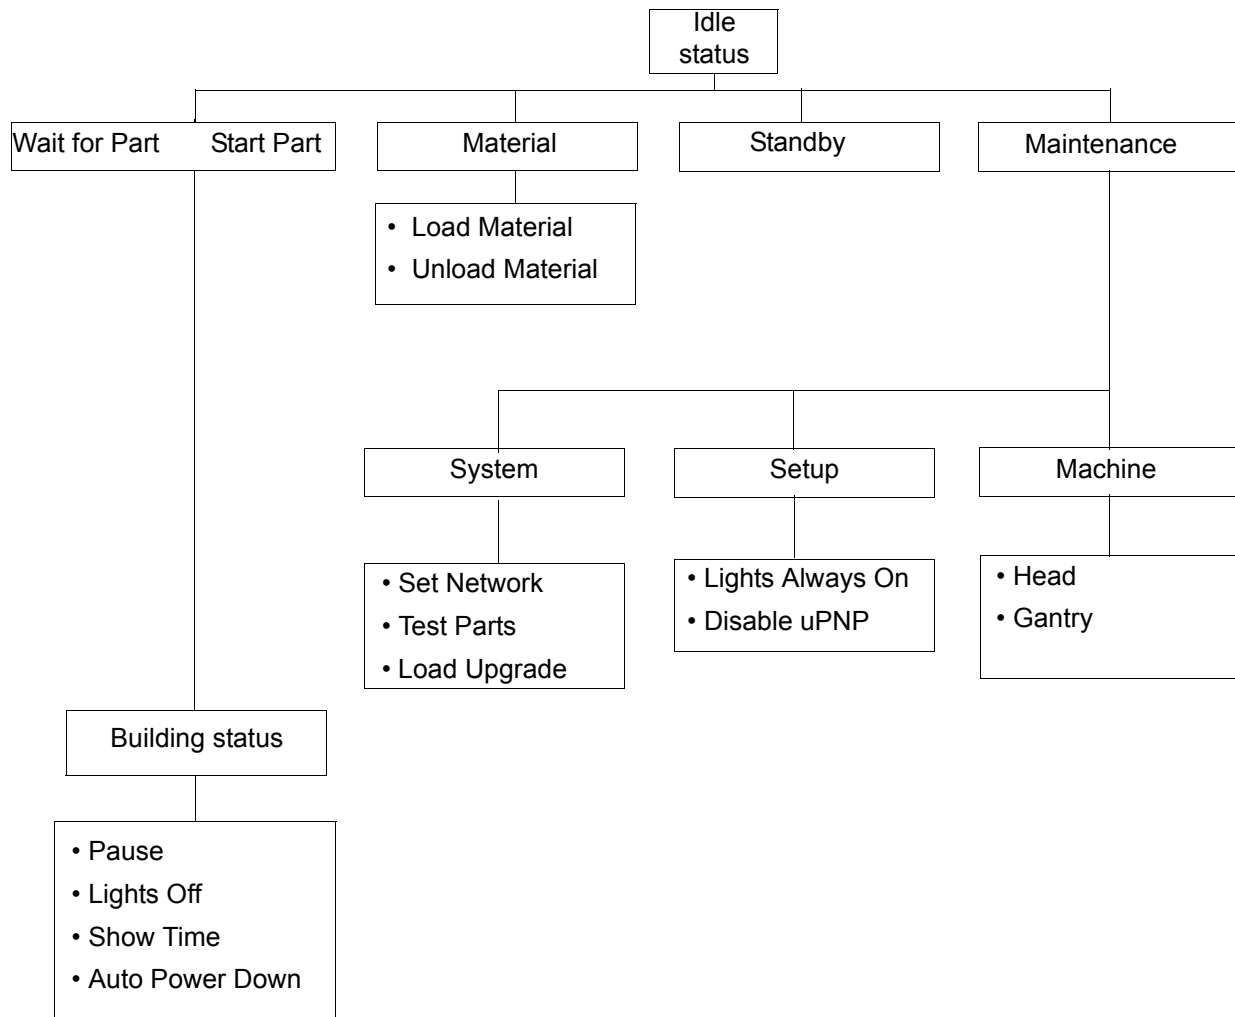 Idle
status
Wait for Part Start Part
Material
Standby
Maintenance
• Load Material
• Unload Material
System
Setup
Machine
• Set Network
• Test Parts
• Load Upgrade
• Lights Always On
• Disable uPNP
• Head
• Gantry
Building status
• Pause
• Lights Off
• Show Time
• Auto Power Down